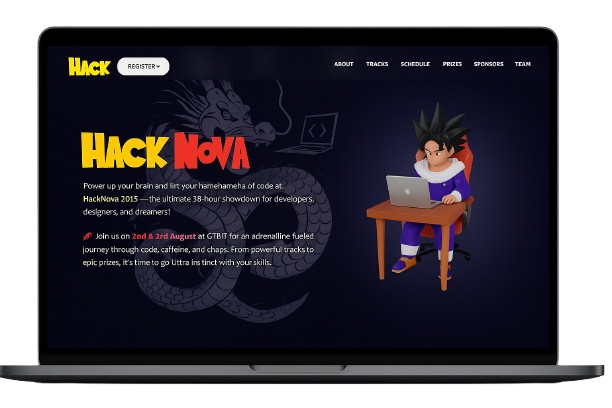 HACK REGISTER ABOUT TRACKS SCHEDULE PRIZES SPONSORS TEAM
HACK NOVA
Power up your brain and lirt your hamehameha of code at
HackNova 2015 — the ultimate 38-hour showdown for developers,
designers, and dreamers!
Join us on 2nd & 2rd August at GTBIT for an adrenalline fueled
journey through code, caffeine, and chaps. From powerful tracks to
epic prizes, it's time to go Uttra ins tinct with your skills.